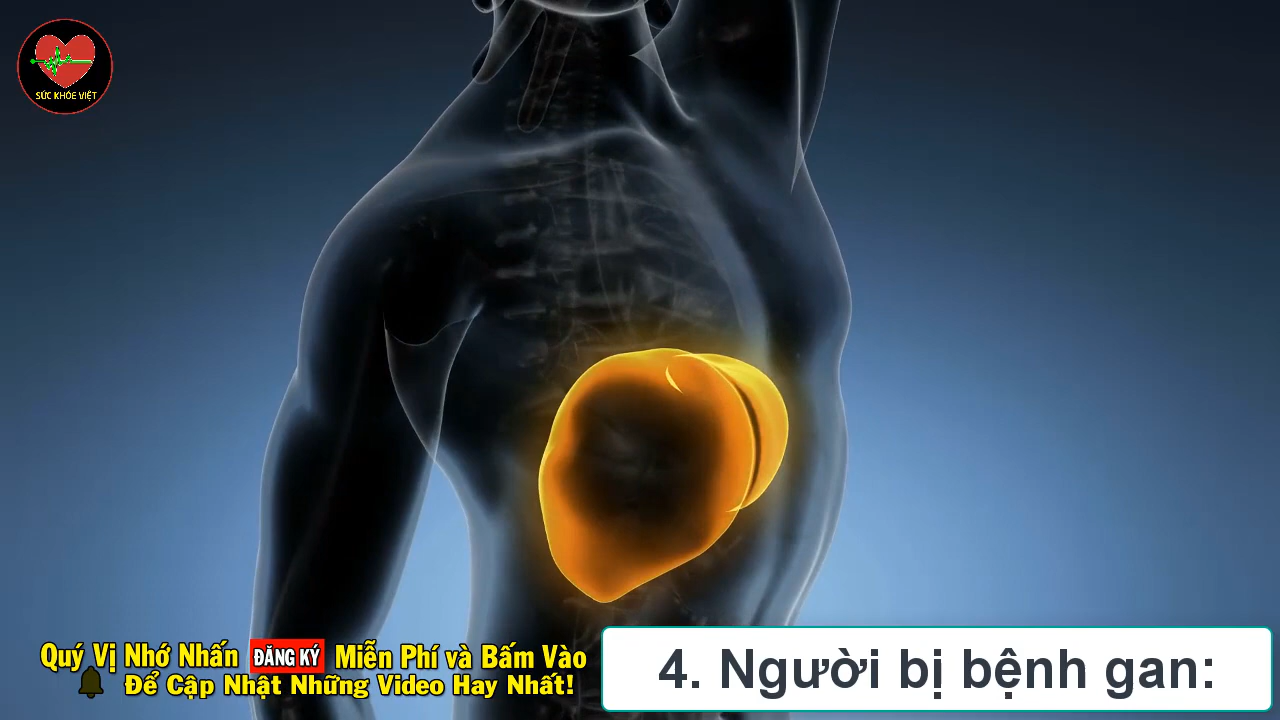 SỨC KHỎE VIỆT
Quý Vị Nhớ Nhấn ĐĂNG KÝ Miễn Phí và Bấm Vào
Để Cập Nhật Những Video Hay Nhất!
4. Người bị bệnh gan: